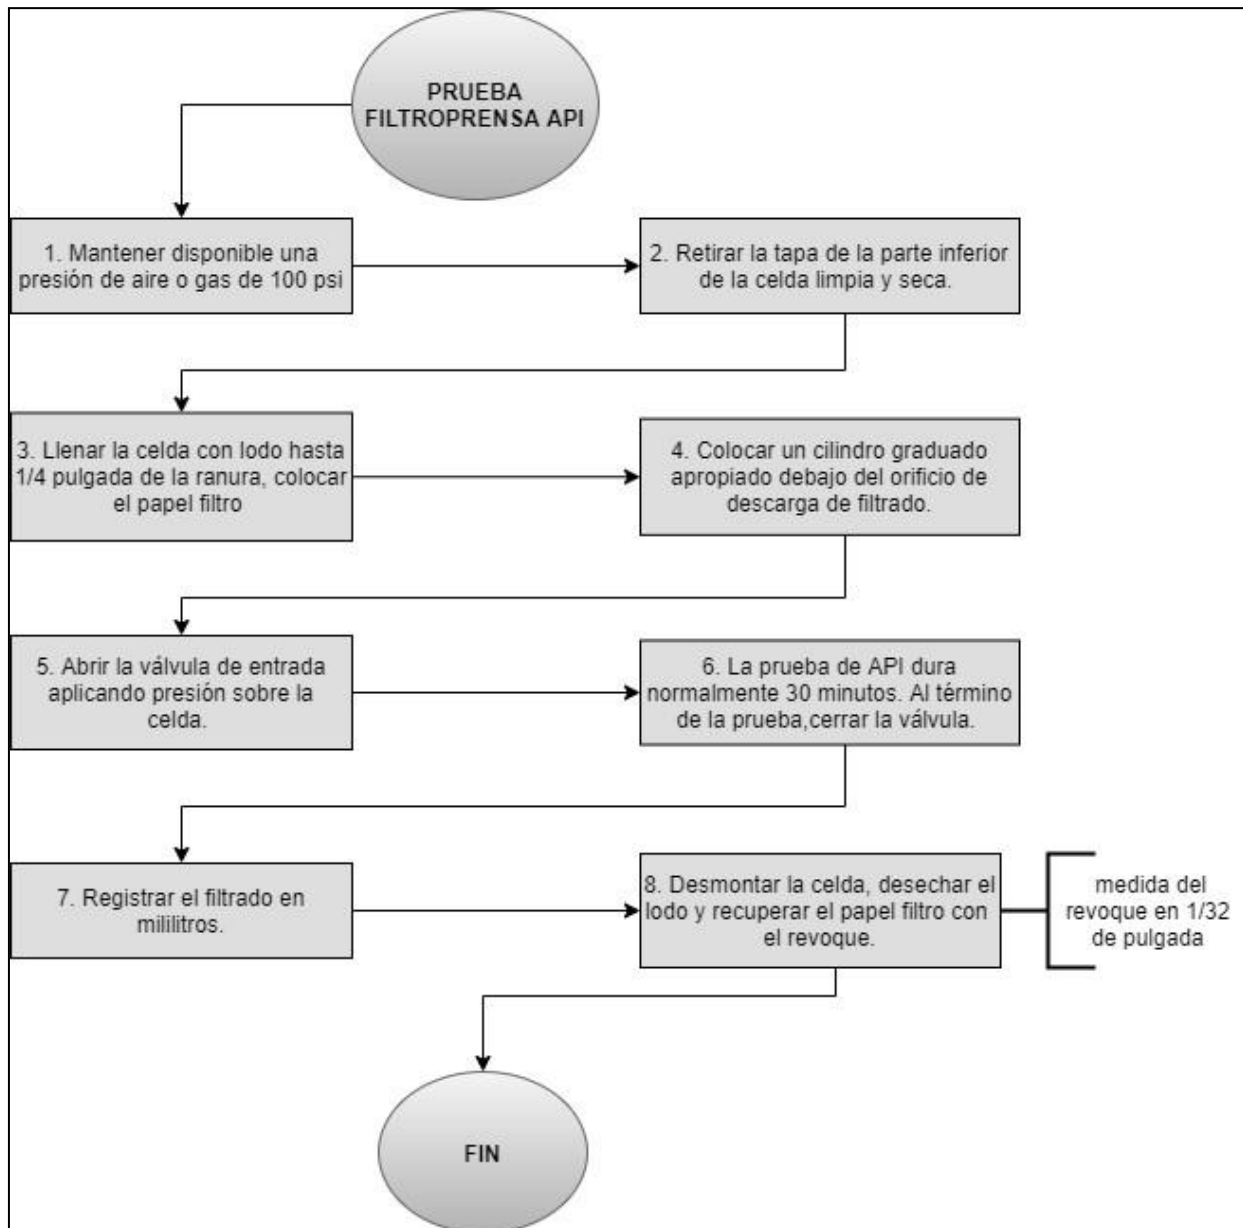 PRUEBA
FILTROPRENSA API
1. Mantener disponible una
presión de aire o gas de 100 psi
2. Retirar la tapa de la parte inferior
de la celda limpia y seca.
3. Llenar la celda con lodo hasta
1/4 pulgada de la ranura, colocar
el papel filtro
4. Colocar un cilindro graduado
apropiado debajo del orificio de
descarga de filtrado.
5. Abrir la válvula de entrada
aplicando presión sobre la
celda.
6. La prueba de API dura
normalmente 30 minutos. Al término
de la prueba,cerrar la válvula.
7. Registrar el filtrado en
mililitros.
8. Desmontar la celda, desechar el
lodo y recuperar el papel filtro con
el revoque.
medida del
revoque en 1/32
de pulgada
FIN